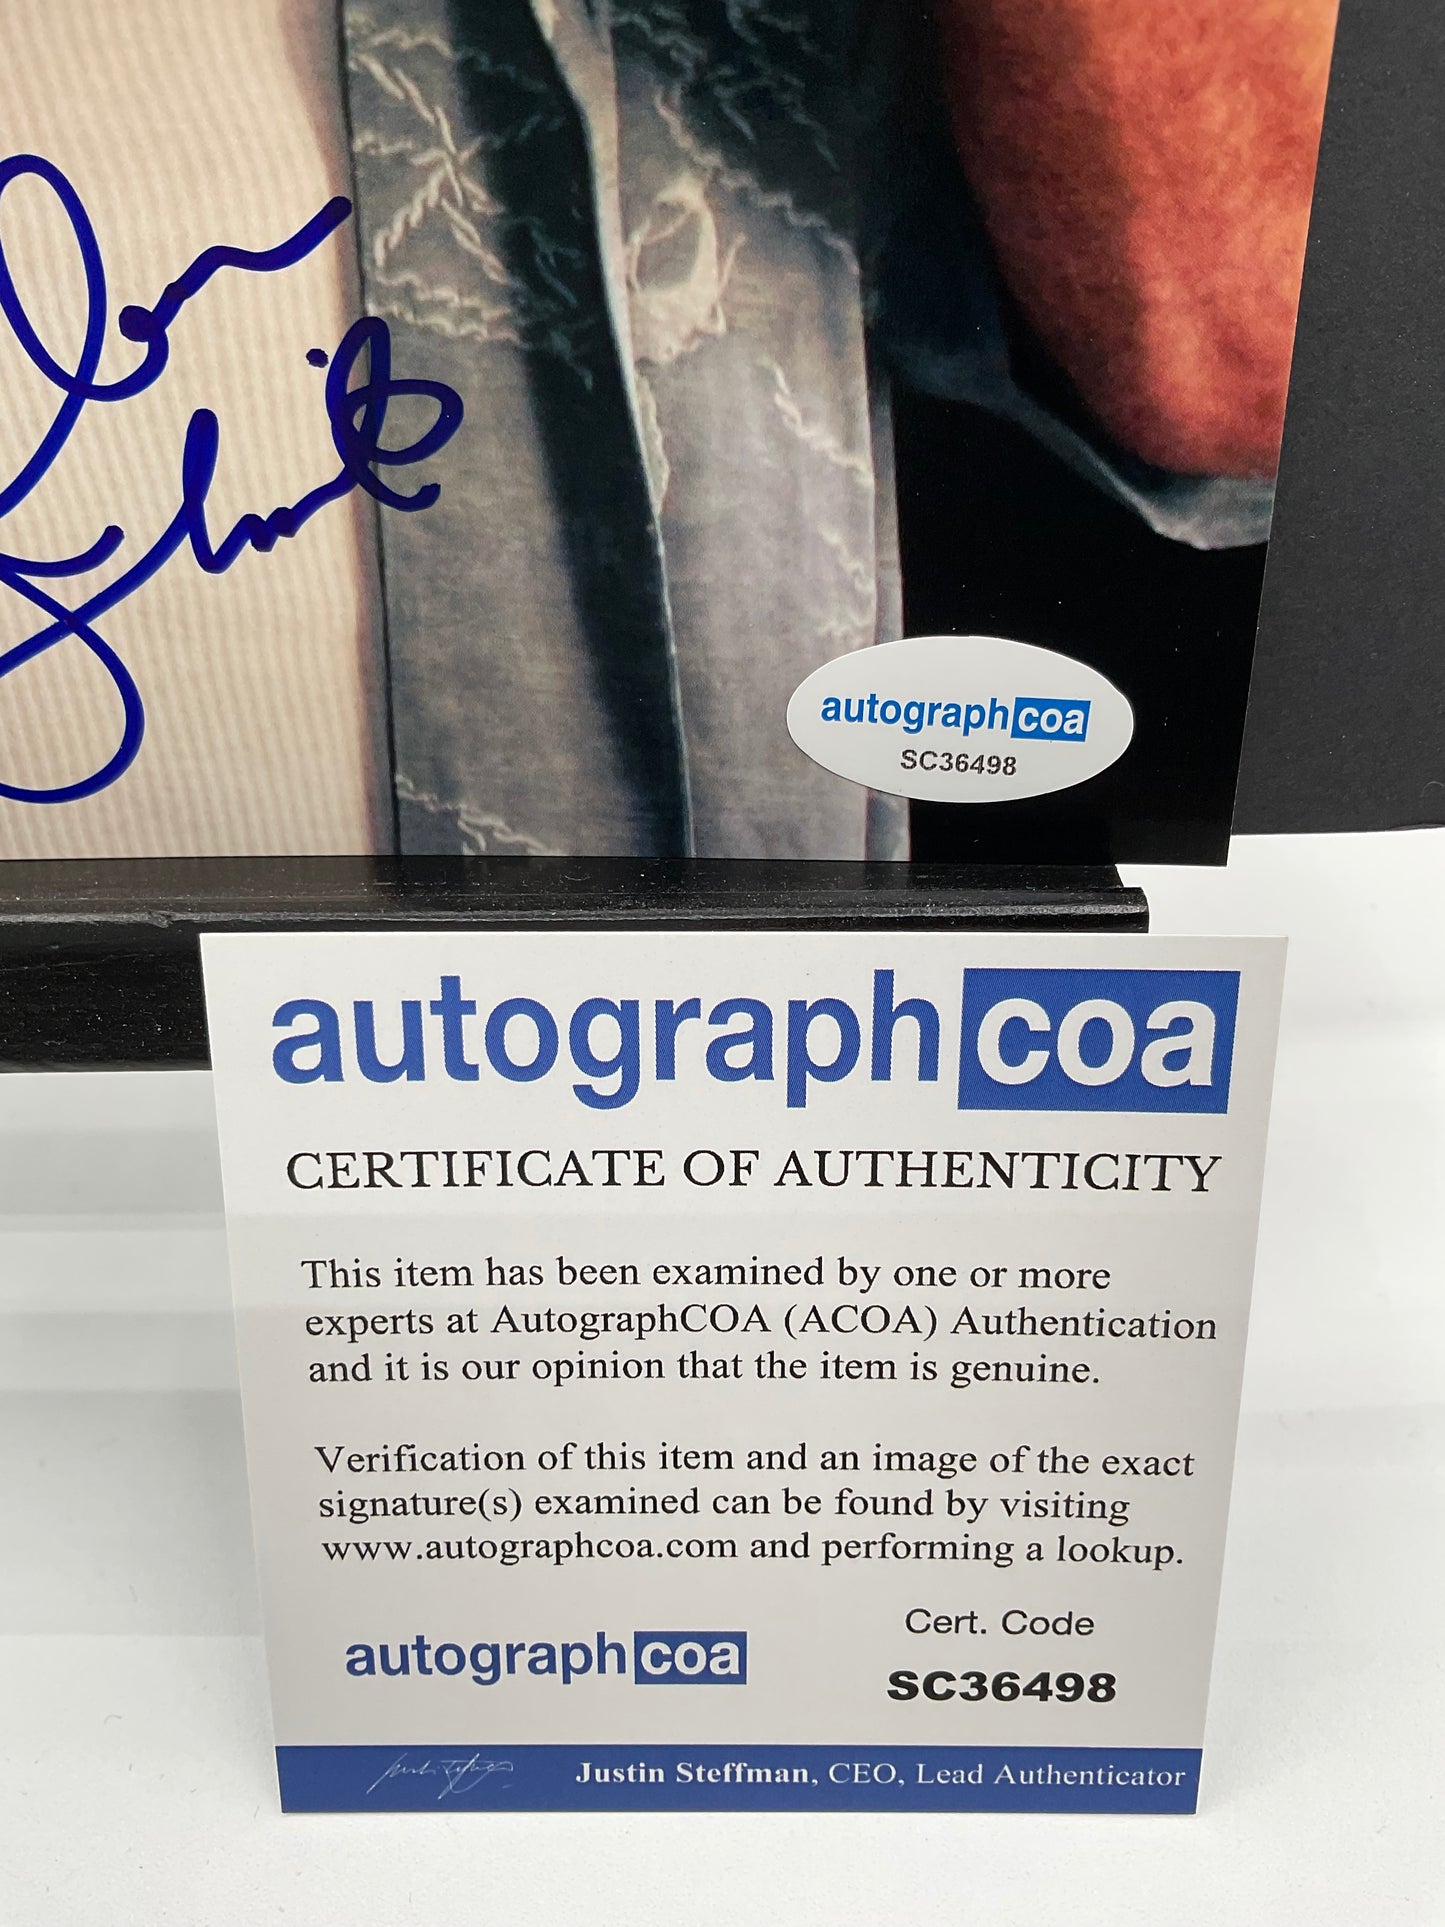 autographcoa
SC36498
autographcoa
CERTIFICATE OF AUTHENTICITY
This item has been examined by one or more
experts at AutographCOA (ACOA) Authentication
and it is our opinion that the item is genuine.
Verification of this item and an image of the exact
signature(s) examined can be found by visiting
www.autographcoa.com and performing a lookup.
autographcoa
Cert. Code
SC36498
Justin Steffman, CEO, Lead Authenticator